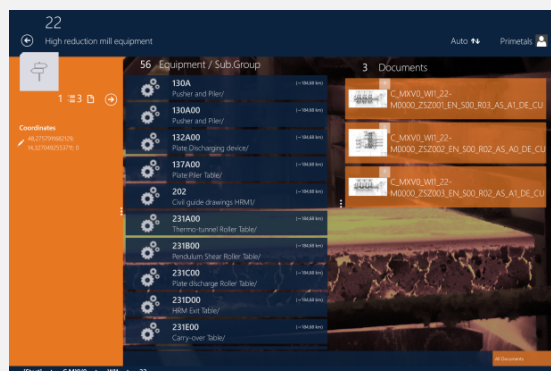 22
High reduction mill equipment
Auto
Primetals
1 3
Coordinates
56 Equipment / Sub.Group
130A
Pusher and Piler/
130A00
Pusher and Piler/
132A00
Plate Discharging device/
137A00
Plate Piler Table/
202
Civil guide drawings HRM1/
231A00
Thermo-tunnel Roller Table/
231B00
Pendulum Shear Roller Table/
231C00
Plate discharge Roller Table/
231D00
HRM Exit Table/
231E00
Carry-over Table/
3 Documents
C_MXV0_WI1_22-
M0000_ZSZ001_EN_S00_R03_AS_A1_DE_CU
C_MXV0_WI1_22-
M0000_ZSZ002_EN_S00_R02_AS_A0_DE_CU
C_MXV0_WI1_22-
M0000_ZSZ003_EN_S00_R02_AS_A1_DE_CU
All Documents